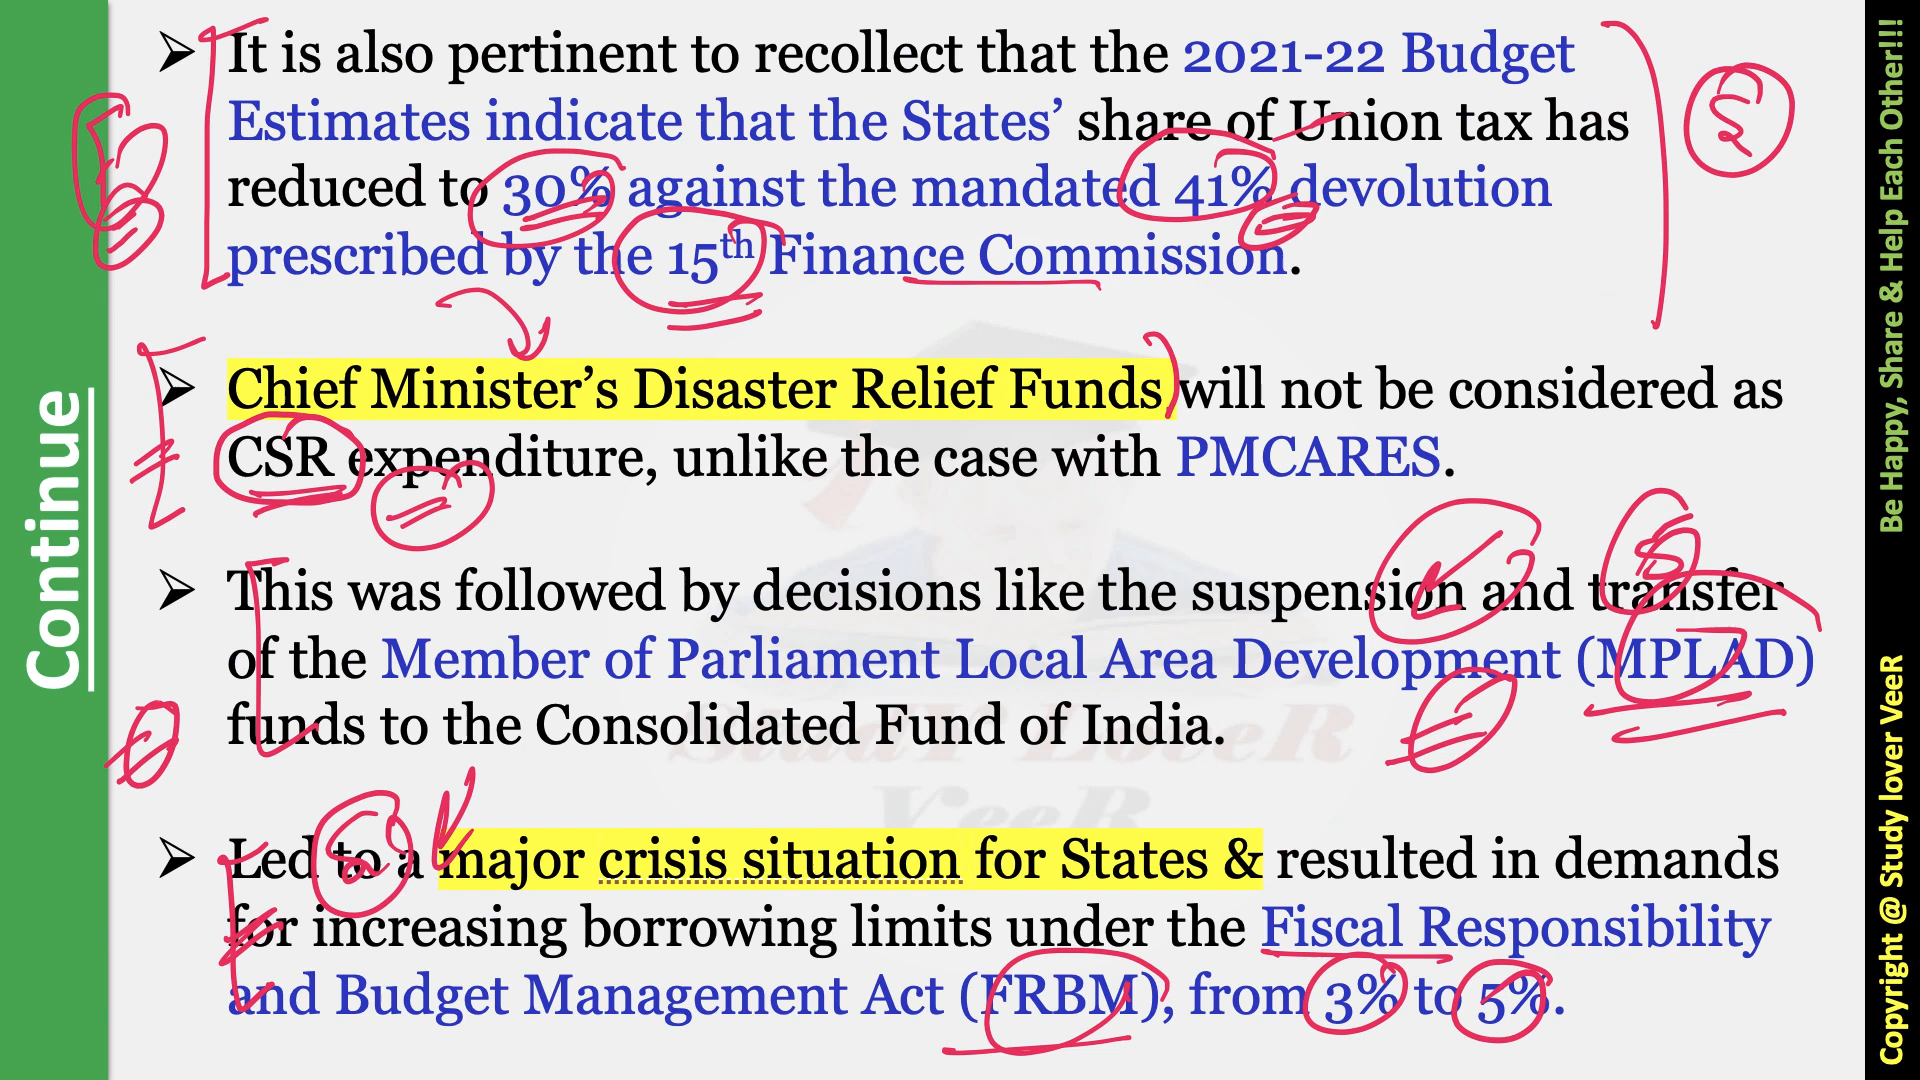 Continue
➢ It is also pertinent to recollect that the 2021-22 Budget
Estimates indicate that the States’ share of Union tax has
reduced to 30% against the mandated 41% devolution
prescribed by the 15th Finance Commission.
➢ Chief Minister’s Disaster Relief Funds will not be considered as
CSR expenditure, unlike the case with PMCARES.
➢ This was followed by decisions like the suspension and transfer
of the Member of Parliament Local Area Development (MPLAD)
funds to the Consolidated Fund of India.
➢ Led to a major crisis situation for States & resulted in demands
for increasing borrowing limits under the Fiscal Responsibility
and Budget Management Act (FRBM), from 3% to 5%.
StudY LoveR
VeeR
Be Happy, Share & Help Each Other!!!
Copyright @ Study lover VeeR